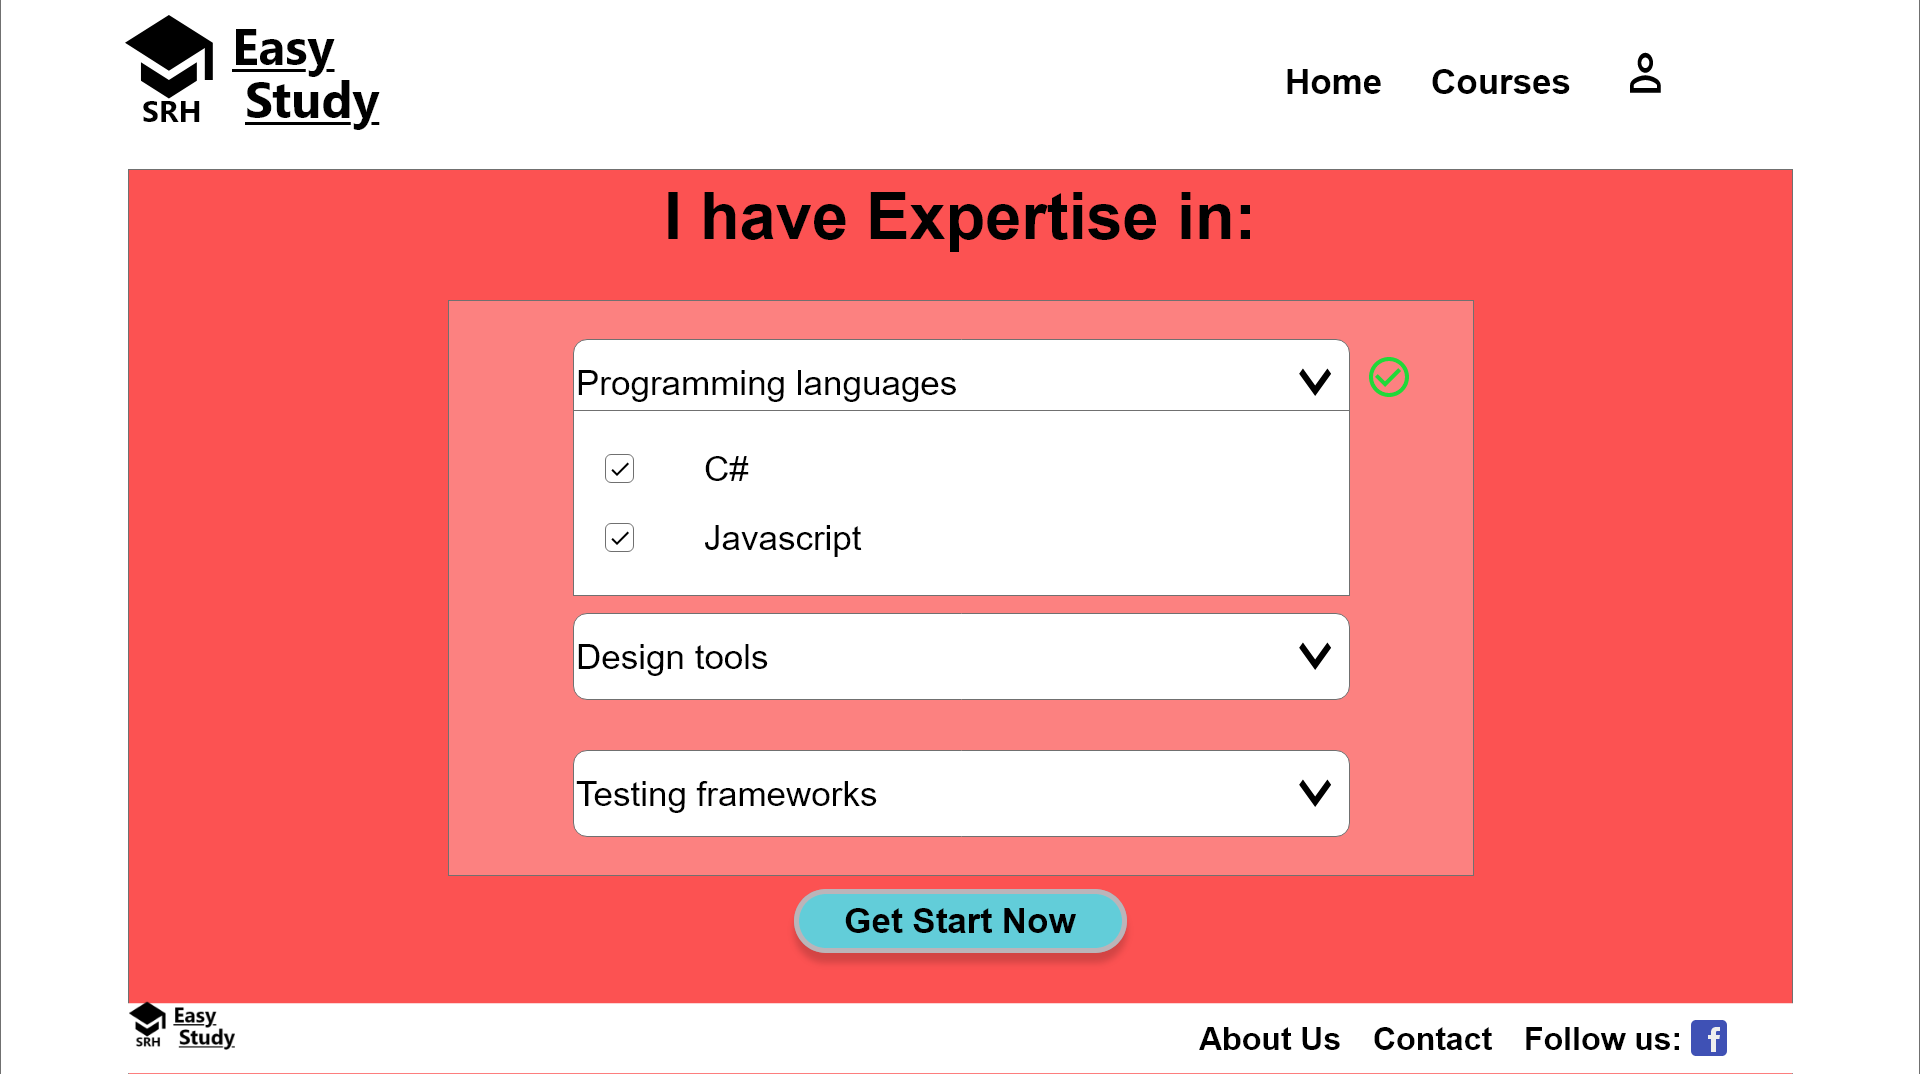 SRH
Easy
Study
Home
Courses
I have Expertise in:
Programming languages
C#
Javascript
Design tools
Testing frameworks
Get Start Now
SRH
Easy
Study
About Us
Contact
Follow us:
f